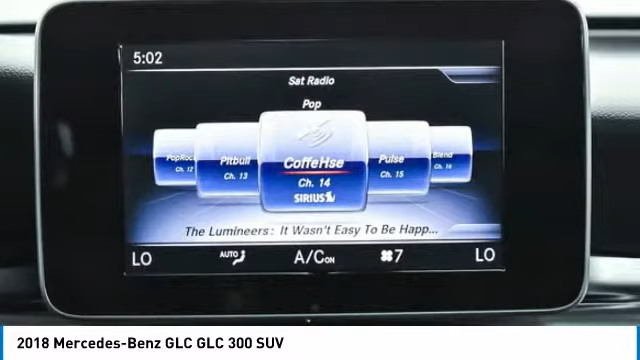 5:02
Sat Radio
Pop
PopRock Pitbull CoffeHse Pulse Blend
Ch. 12 Ch. 13 Ch. 14 Ch. 15 Ch. 16
SIRIUS
The Lumineers: It Wasn't Easy To Be Happ...
LO AUTO A/C ON 7 LO
2018 Mercedes-Benz GLC GLC 300 SUV